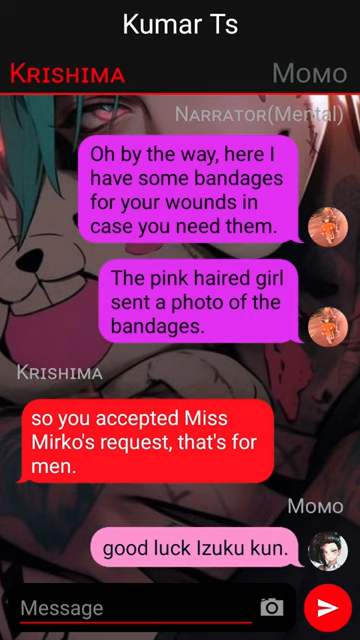 Kumar Ts
Krishima
Momo
Narrator(Mental)
Oh by the way, here I
have some bandages
for your wounds in
case you need them.
The pink haired girl
sent a photo of the
bandages.
Krishima
so you accepted Miss
Mirko's request, that's for
men.
Momo
good luck Izuku kun.
Message